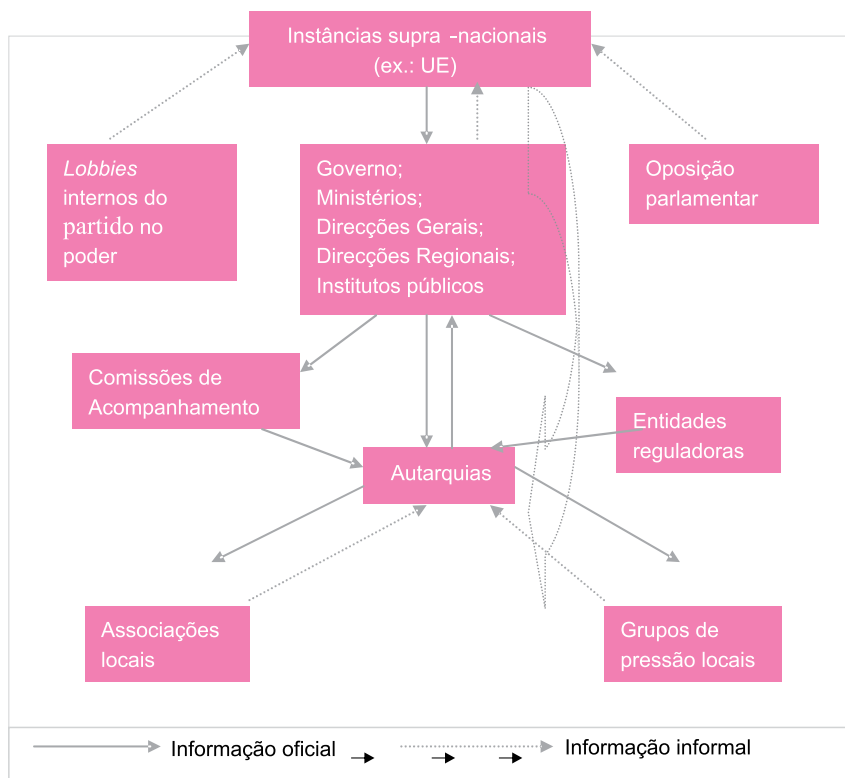 Instâncias supra -nacionais
(ex.: UE)
Lobbies
internos do
partido no
poder
Governo;
Ministérios;
Direcções Gerais;
Direcções Regionais;
Institutos públicos
Oposição
parlamentar
Comissões de
Acompanhamento
Entidades
reguladoras
Autarquias
Associações
locais
Grupos de
pressão locais
Informação oficial
Informação informal